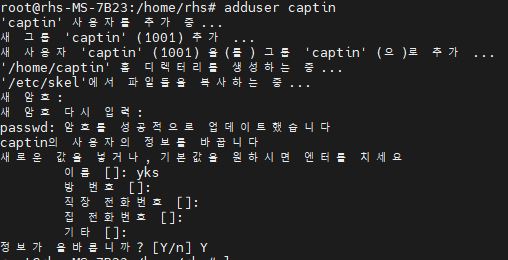 root@rhs-MS-7B23:/home/rhs# adduser captin
'captin' 사용자를 추가 중...
새 그룹 'captin' (1001) 추가 ...
새 사용자 'captin' (1001) 을(를) 그룹 'captin' (으)로 추가 ...
'/home/captin' 홈 디렉터리를 생성하는 중...
'/etc/skel'에서 파일들을 복사하는 중...
새 암호:
새 암호 다시 입력:
passwd: 암호를 성공적으로 업데이트했습니다
captin의 사용자의 정보를 바꿉니다
새로운 값을 넣거나, 기본값을 원하시면 엔터를 치세요
이름 []: yks
방 번호 []:
직장 전화번호 []:
집 전화번호 []:
기타 []:
정보가 올바릅니까? [Y/n] Y